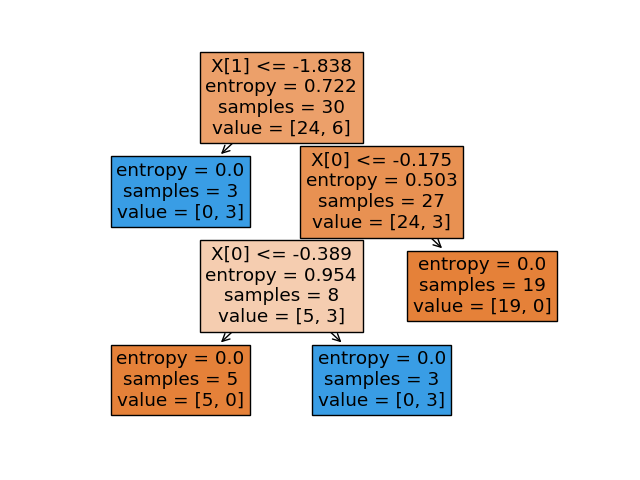 X[1] <= -1.838
entropy = 0.722
samples = 30
value = [24, 6]
entropy = 0.0
samples = 3
value = [0, 3]
X[0] <= -0.175
entropy = 0.503
samples = 27
value = [24, 3]
X[0] <= -0.389
entropy = 0.954
samples = 8
value = [5, 3]
entropy = 0.0
samples = 19
value = [19, 0]
entropy = 0.0
samples = 5
value = [5, 0]
entropy = 0.0
samples = 3
value = [0, 3]